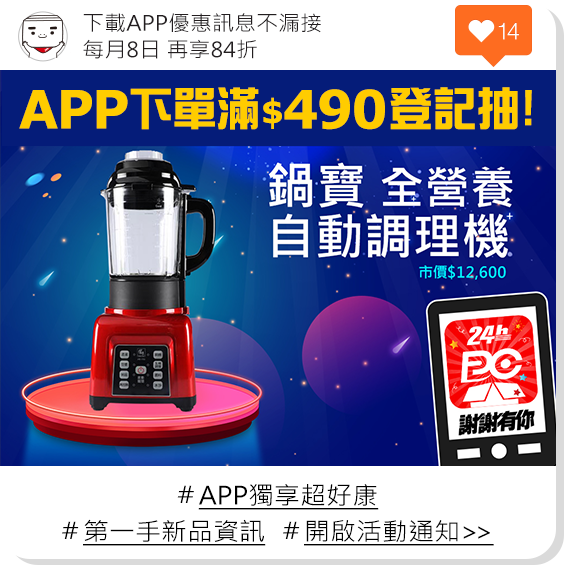 下載APP優惠訊息不漏接
每月8日 再享84折
14
APP下單滿$490登記抽!
鍋寶 全營養
自動調理機+
市價$12,600
24h
PC
謝謝有你
#APP獨享超好康
#第一手新品資訊 #開啟活動通知>>